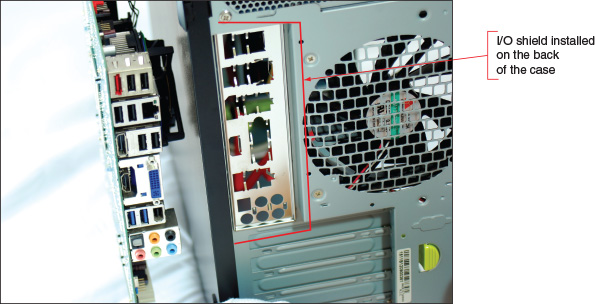 I/O shield installed
on the back
of the case